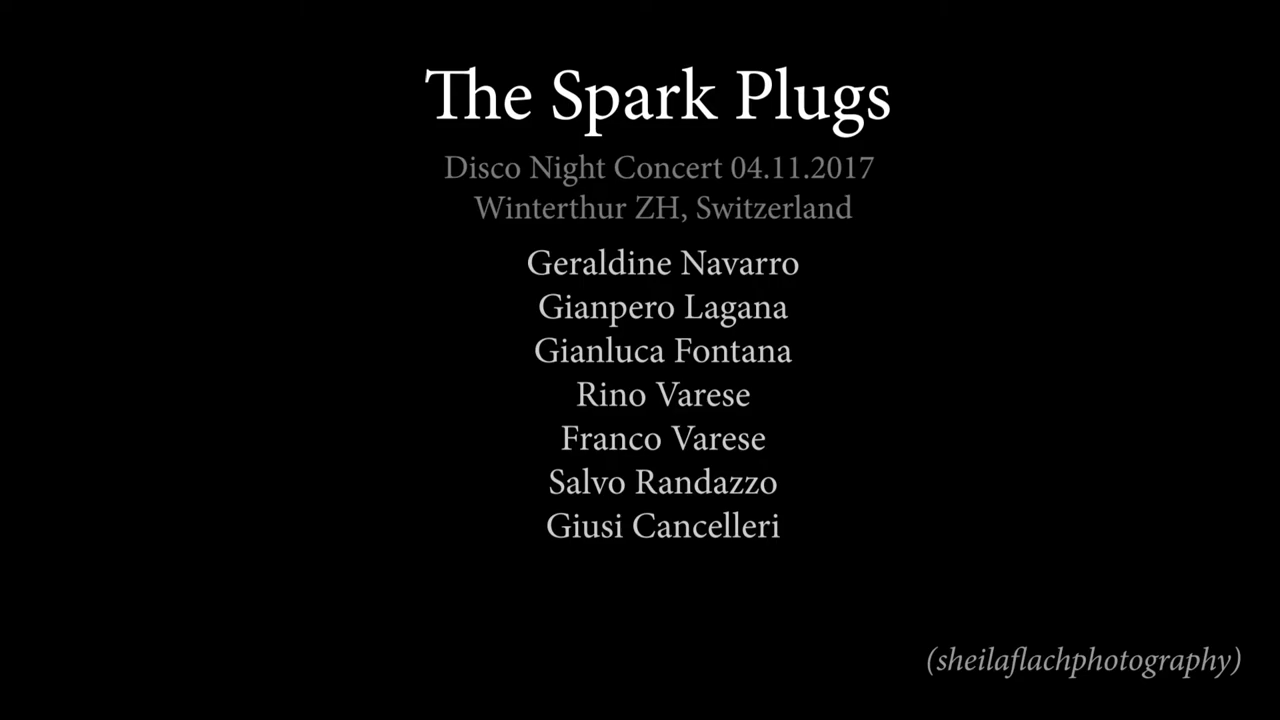 The Spark Plugs
Disco Night Concert 04.11.2017
Winterthur ZH, Switzerland
Geraldine Navarro
Gianpero Lagana
Gianluca Fontana
Rino Varese
Franco Varese
Salvo Randazzo
Giusi Cancelleri
(sheilaflachphotography)